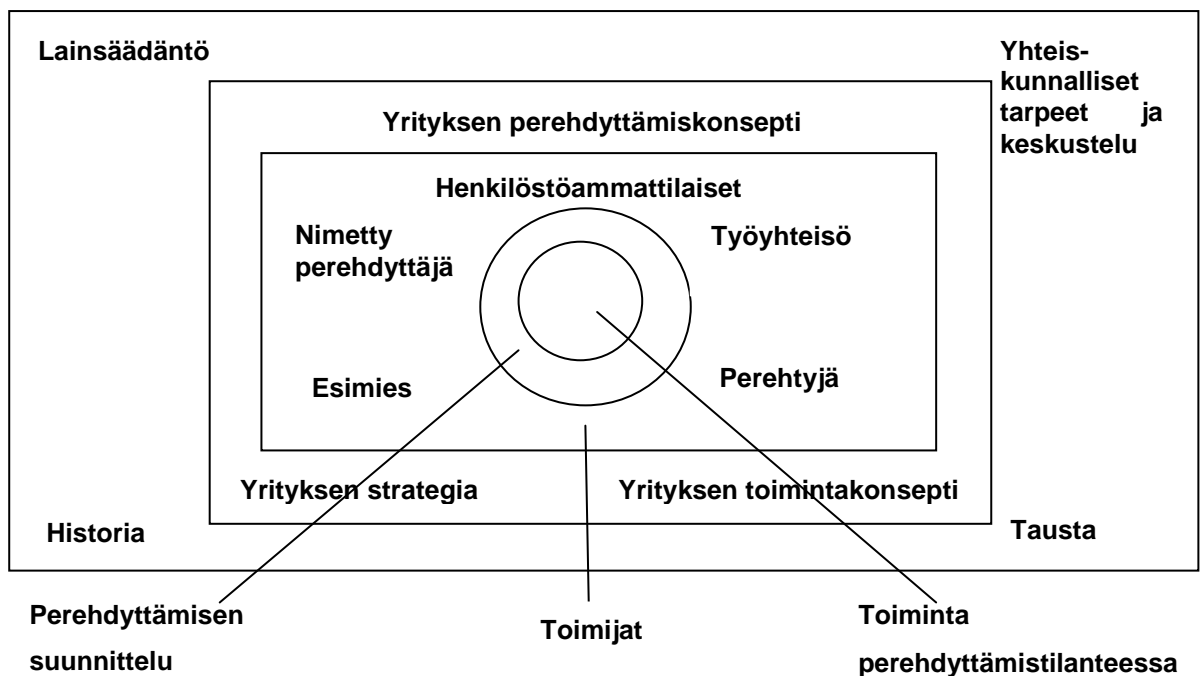 Lainsäädäntö
Yhteis-
kunnalliset
tarpeet ja
keskustelu
Yrityksen perehdyttämiskonsepti
Henkilöstöammattilaiset
Nimetty
perehdyttäjä
Työyhteisö
Esimies
Perehtyjä
Yrityksen strategia
Yrityksen toimintakonsepti
Historia
Tausta
Perehdyttämisen
suunnittelu
Toimijat
Toiminta
perehdyttämistilanteessa